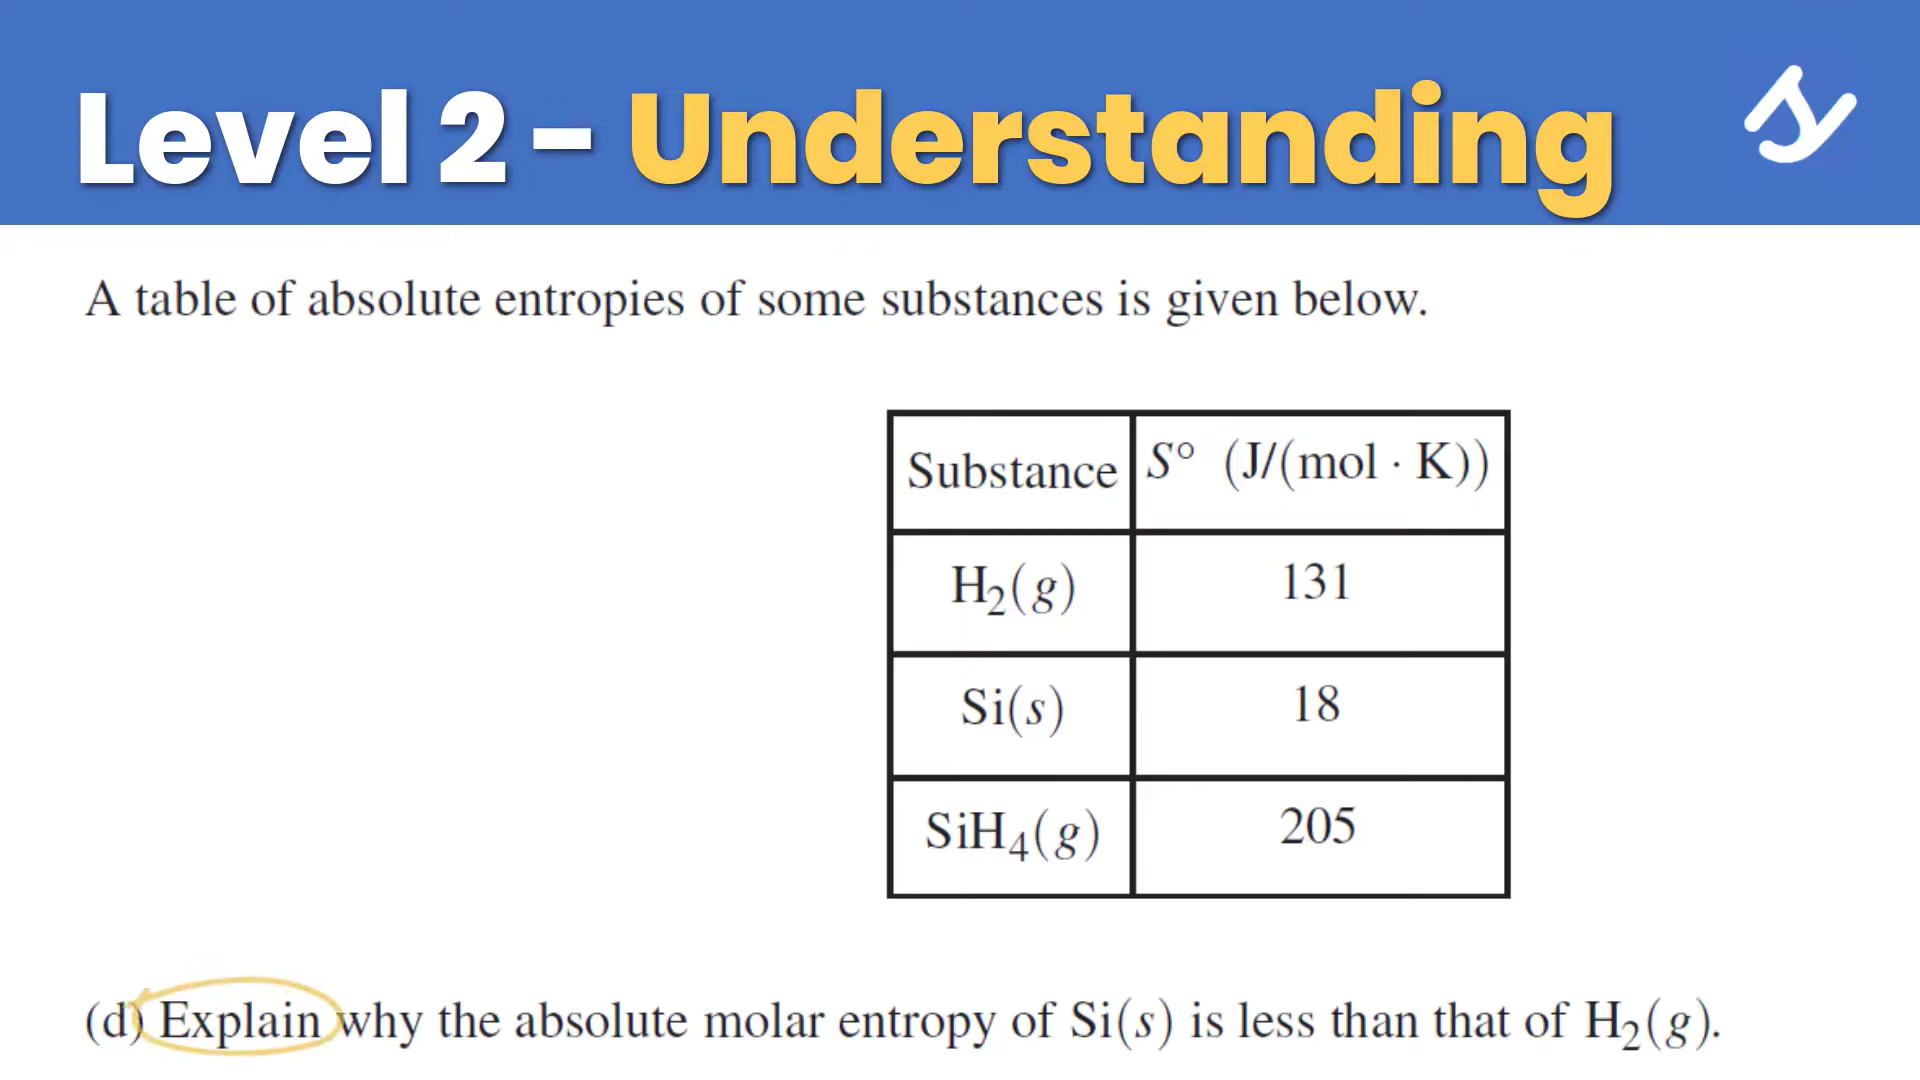 Level 2 - Understanding
A table of absolute entropies of some substances is given below.
Substance S° (J/(mol · K))
H₂(g) 131
Si(s) 18
SiH₄(g) 205
(d) Explain why the absolute molar entropy of Si(s) is less than that of H₂(g).